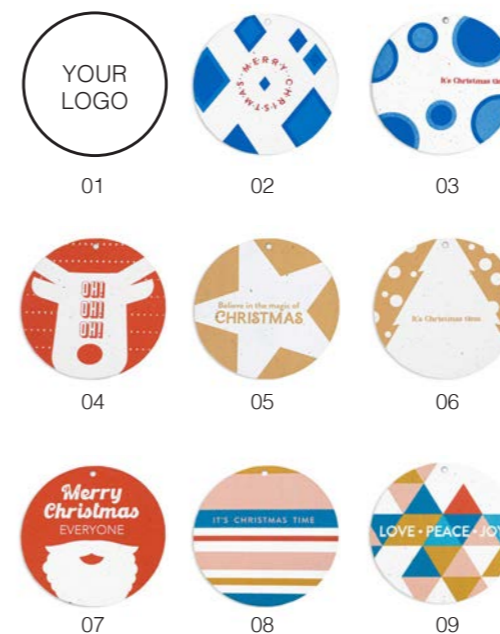 YOUR
LOGO
MERRY CHRISTMAS
It's Christmas
01
02
03
OH!
OH!
OH!
Believe in the magic of
CHRISTMAS
It's Christmas time
04
05
06
Merry
Christmas
EVERYONE
IT'S CHRISTMAS TIME
LOVE • PEACE • JOY
07
08
09